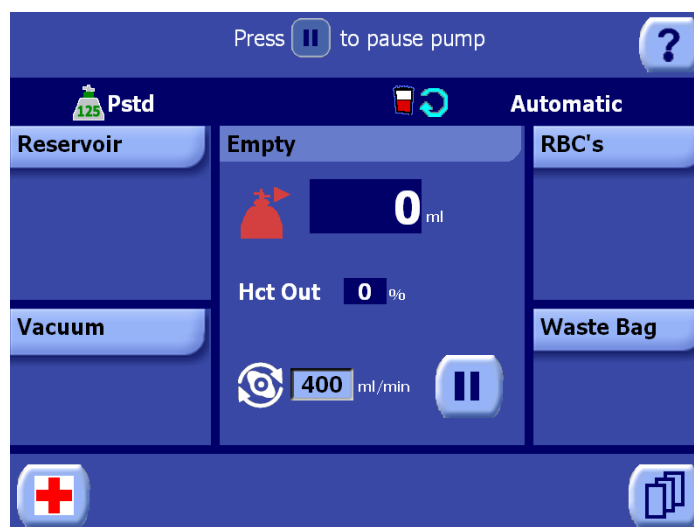 Press to pause pump
?
125 Pstd
Automatic
Reservoir
Empty
RBC's
0 ml
Hct Out 0 %
Vacuum
Waste Bag
400 ml/min